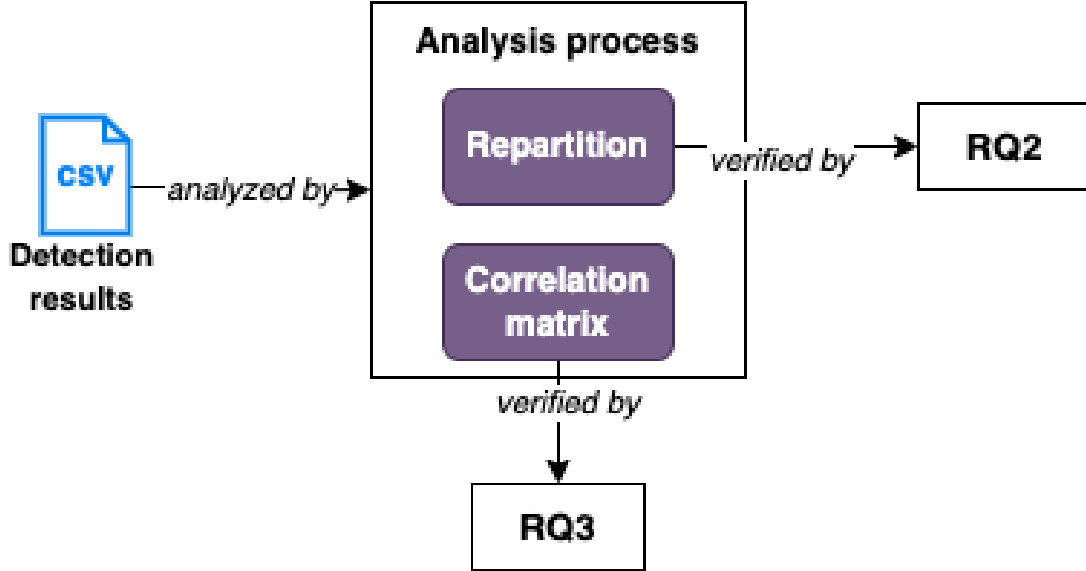 Analysis process
Repartition
RQ2
verified by
CSV
analyzed by
Detection
results
Correlation
matrix
verified by
RQ3